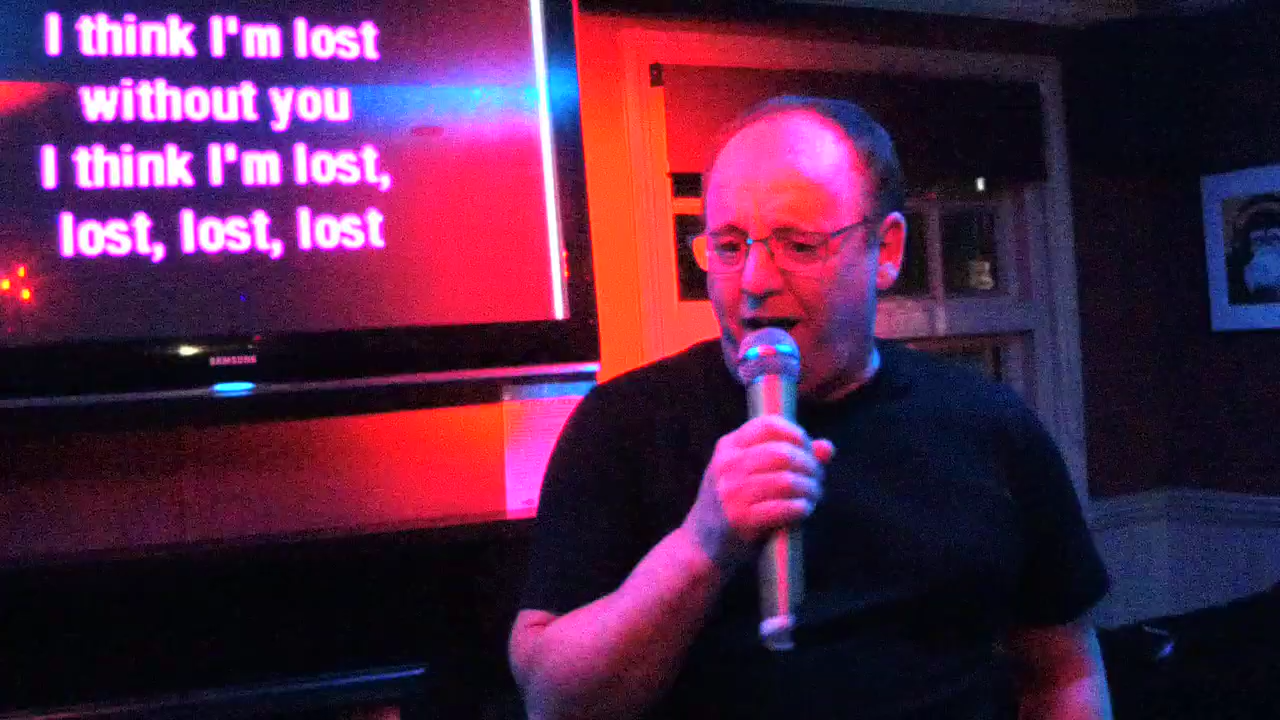 I think I'm lost
without you
I think I'm lost,
lost, lost, lost
SAMSUNG